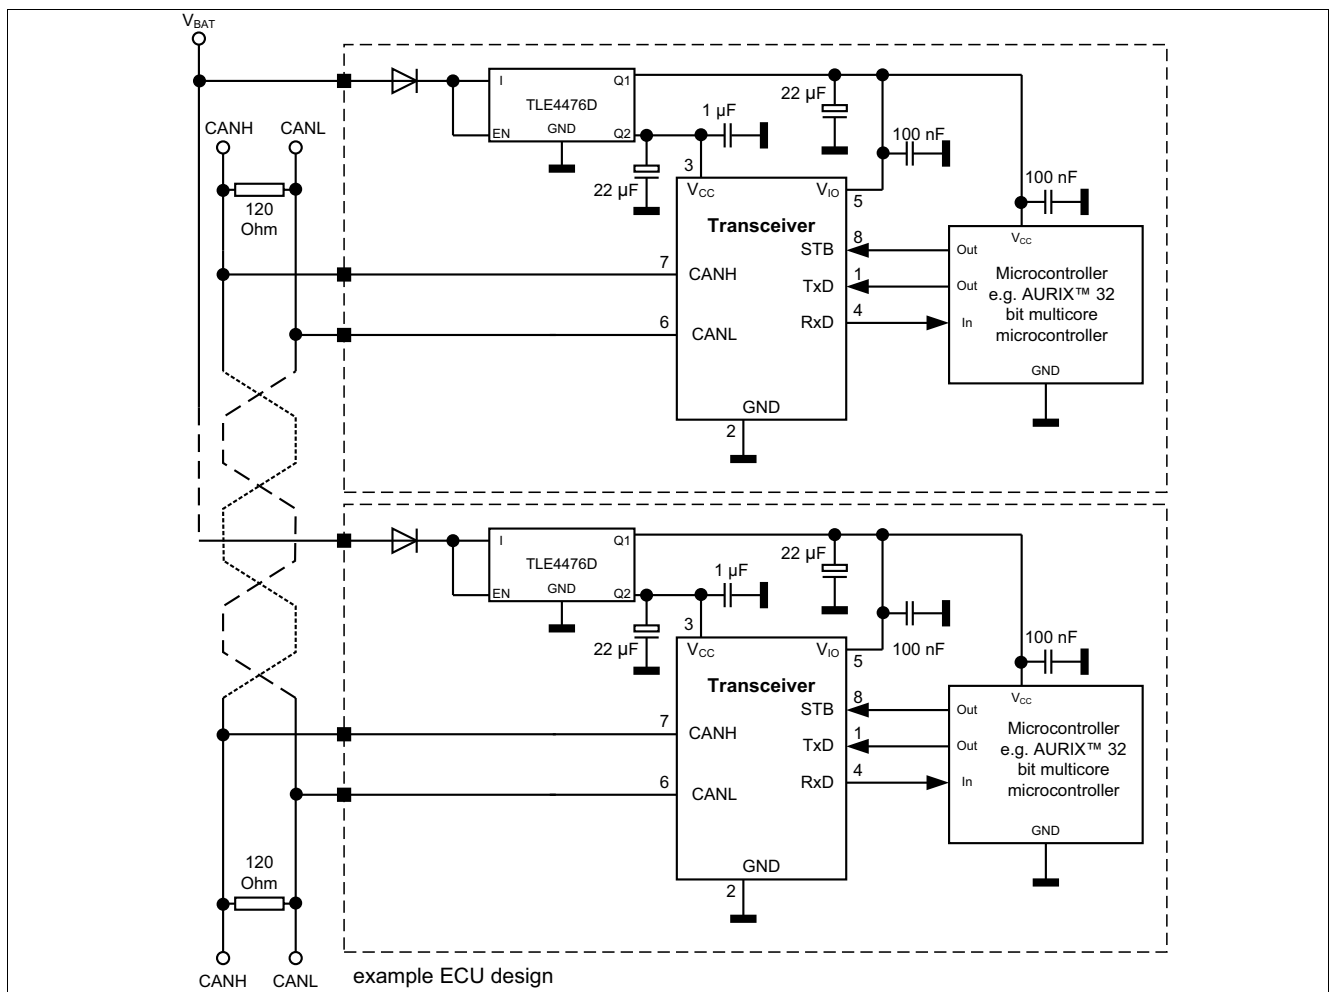 VBAT
CANH CANL
120
Ohm
I
Q1
TLE4476D
EN
GND
Q2
22 µF
1 µF
22 µF
100 nF
100 nF
3
VCC
VIO
5
Transceiver
STB
8
TxD
1
RxD
4
7
CANH
6
CANL
GND
2
VCC
Out
Out
In
Microcontroller
e.g. AURIX™ 32
bit multicore
microcontroller
GND
I
Q1
TLE4476D
EN
GND
Q2
22 µF
1 µF
22 µF
100 nF
100 nF
3
VCC
VIO
5
Transceiver
STB
8
TxD
1
RxD
4
7
CANH
6
CANL
GND
2
VCC
Out
Out
In
Microcontroller
e.g. AURIX™ 32
bit multicore
microcontroller
GND
120
Ohm
CANH CANL
example ECU design